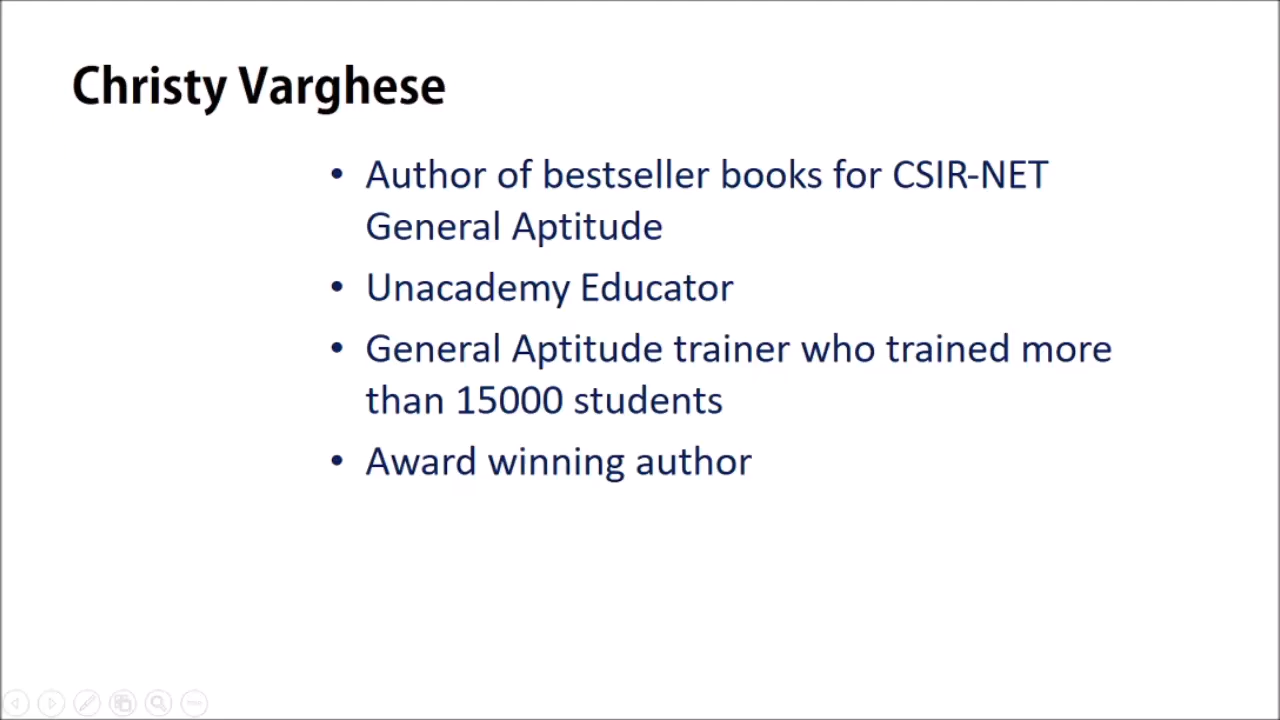 Christy Varghese
• Author of bestseller books for CSIR-NET
General Aptitude
• Unacademy Educator
• General Aptitude trainer who trained more
than 15000 students
• Award winning author